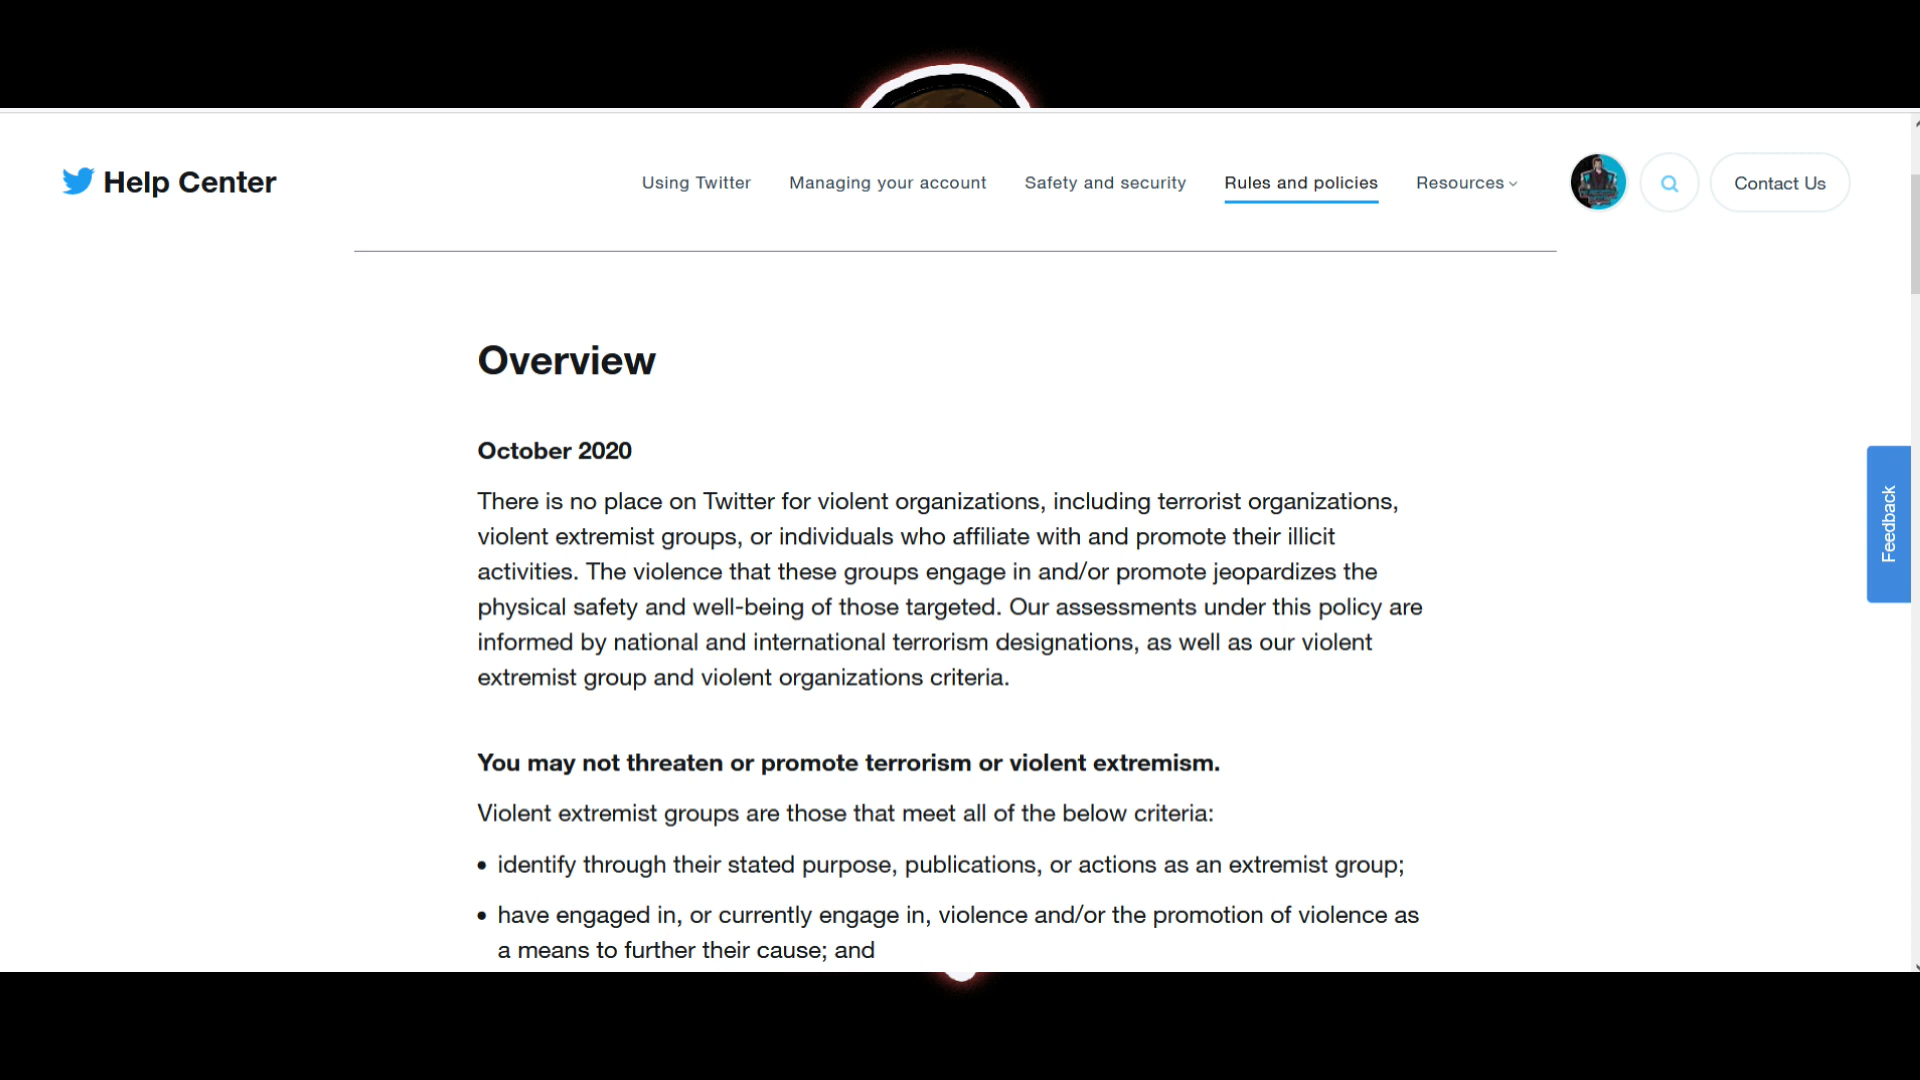 Help Center
Using Twitter
Managing your account
Safety and security
Rules and policies
Resources
Contact Us
Overview
October 2020
There is no place on Twitter for violent organizations, including terrorist organizations,
violent extremist groups, or individuals who affiliate with and promote their illicit
activities. The violence that these groups engage in and/or promote jeopardizes the
physical safety and well-being of those targeted. Our assessments under this policy are
informed by national and international terrorism designations, as well as our violent
extremist group and violent organizations criteria.
Feedback
You may not threaten or promote terrorism or violent extremism.
Violent extremist groups are those that meet all of the below criteria:
• identify through their stated purpose, publications, or actions as an extremist group;
• have engaged in, or currently engage in, violence and/or the promotion of violence as
a means to further their cause; and